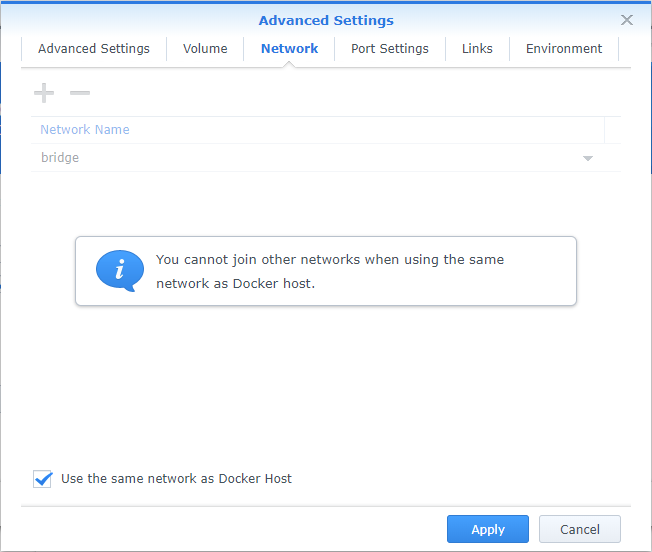 Advanced Settings
Advanced Settings Volume Network Port Settings Links Environment
Network Name
bridge
You cannot join other networks when using the same
network as Docker host.
Use the same network as Docker Host
Apply Cancel